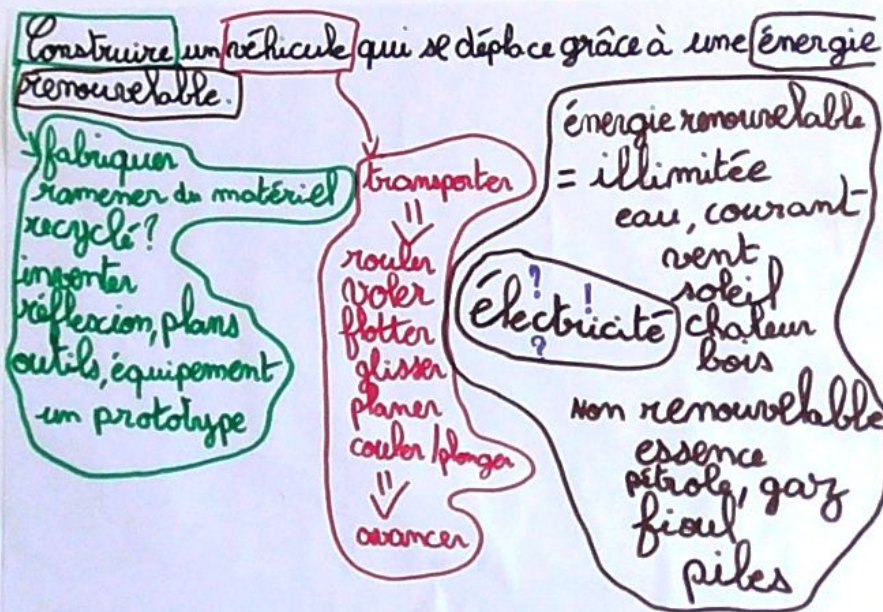 Construire un véhicule qui se déplace grâce à une énergie
renouvelable.
fabriquer
ramener du matériel
recyclé ?
inventer
réflexion, plans
outils, équipement
un prototype
transporter
=
rouler
voler
flotter
glisser
planer
couler / plonger
=
avancer
énergie renouvelable
= illimitée
eau, courant
vent
soleil
chaleur
bois
? !
électricité
?
Non renouvelable
essence
pétrole, gaz
fioul
piles